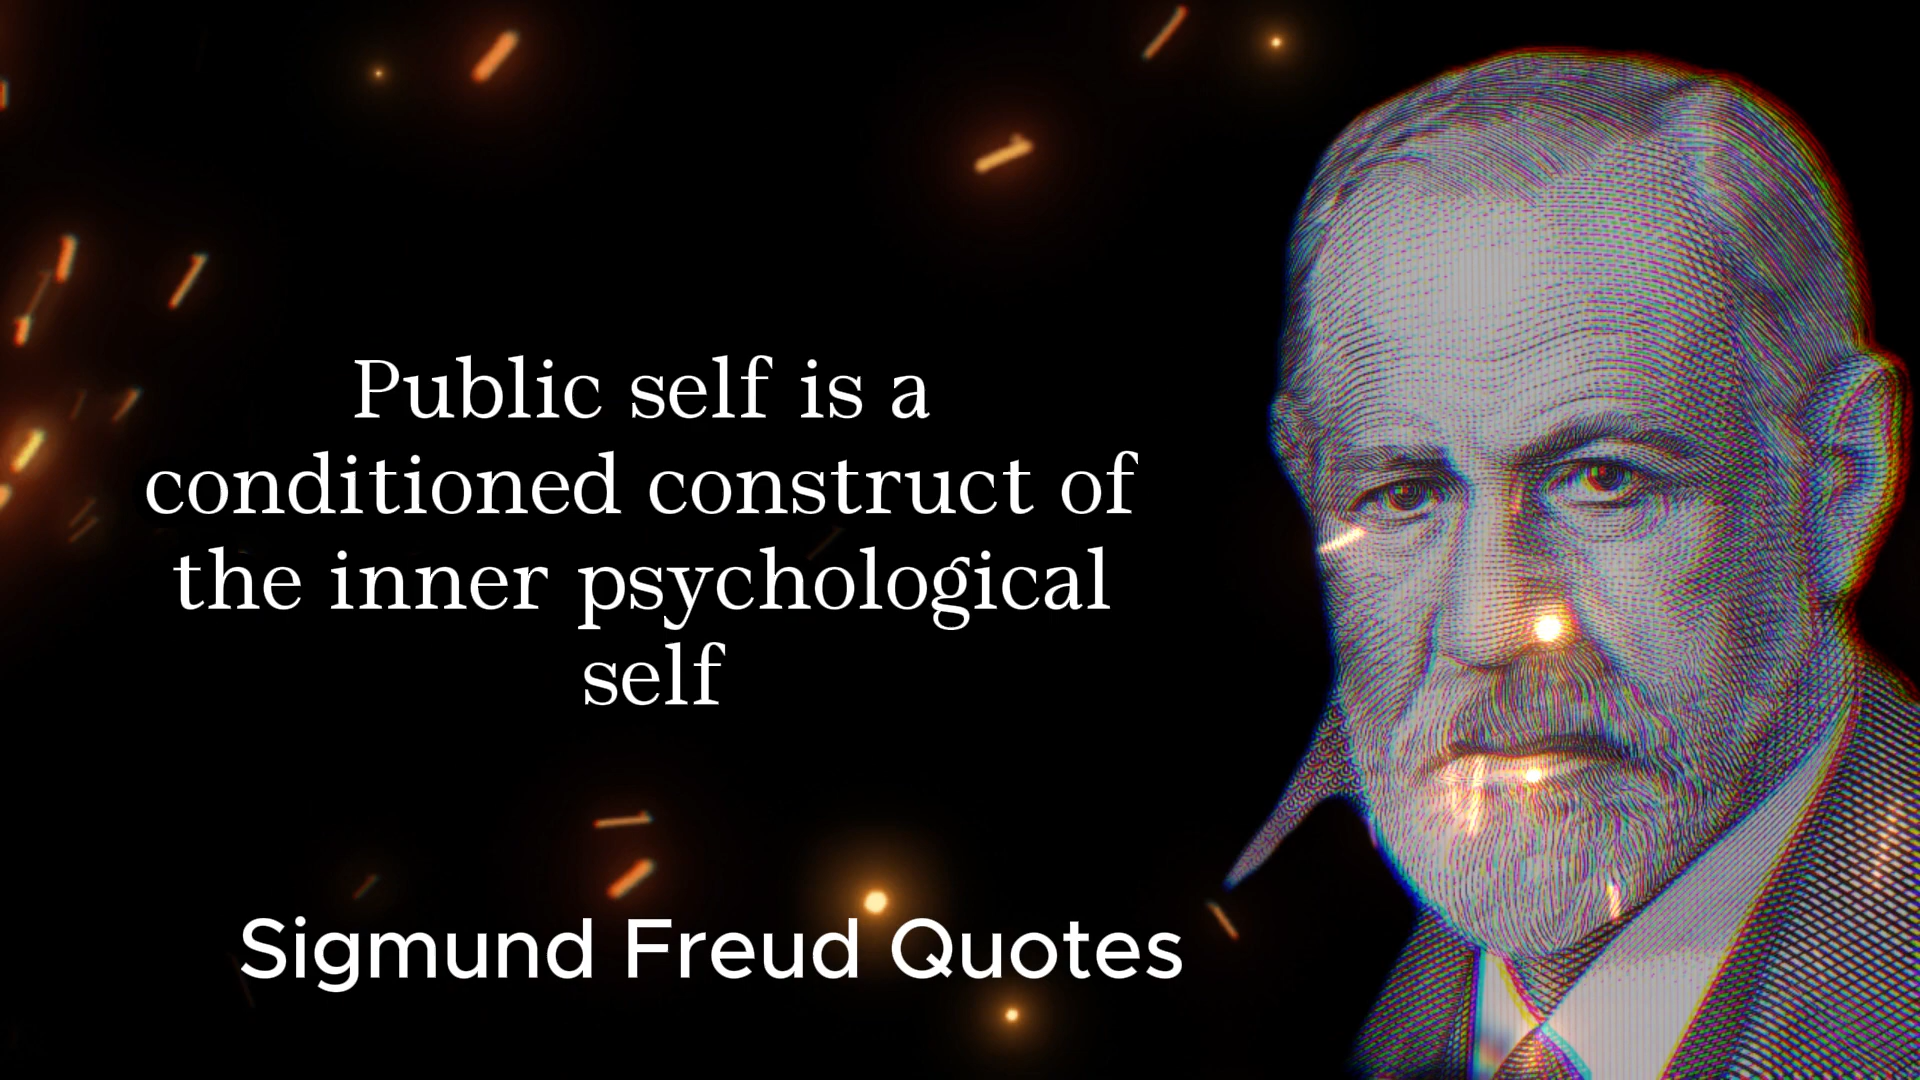 Public self is a
conditioned construct of
the inner psychological
self
Sigmund Freud Quotes